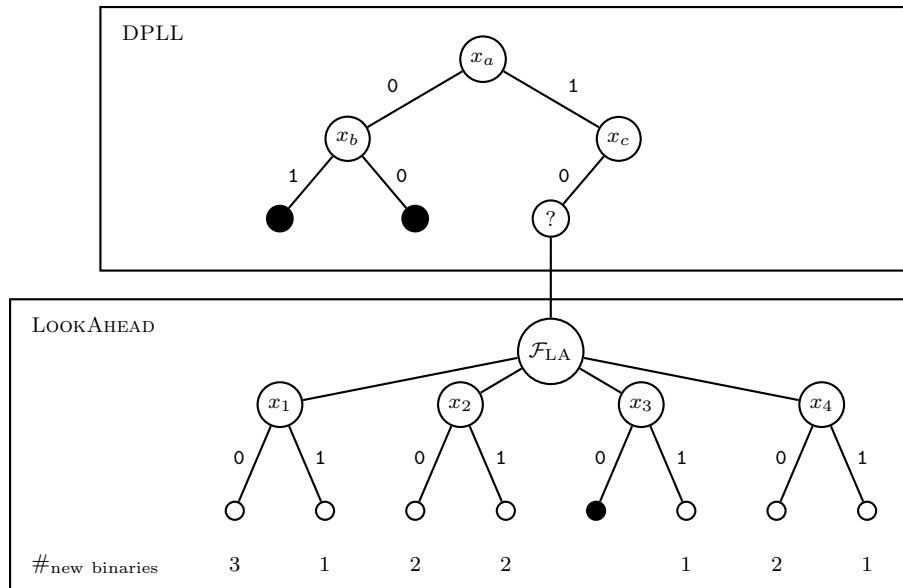 DPLL
x_a
0 1
x_b x_c
1 0 0
?
LOOKAHEAD
F_LA
x_1 x_2 x_3 x_4
0 1 0 1 0 1 0 1
#new binaries 3 1 2 2 1 2 1